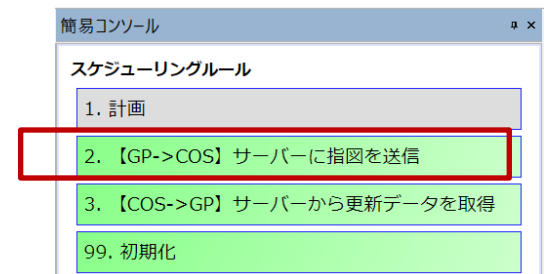 簡易コンソール
スケジューリングルール
1. 計画
2. 【GP->COS】サーバーに指図を送信
3. 【COS->GP】サーバーから更新データを取得
99. 初期化